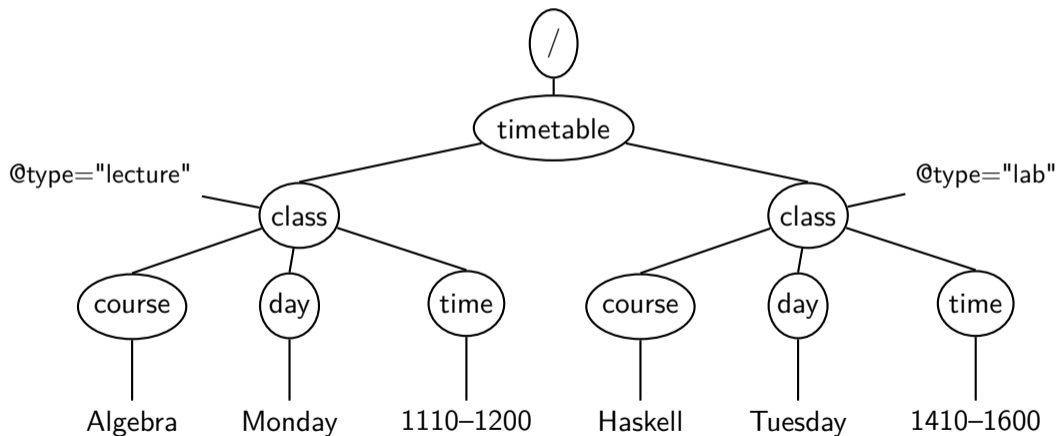 /
timetable
@type="lecture" @type="lab"
class class
course day time course day time
Algebra Monday 1110–1200 Haskell Tuesday 1410–1600